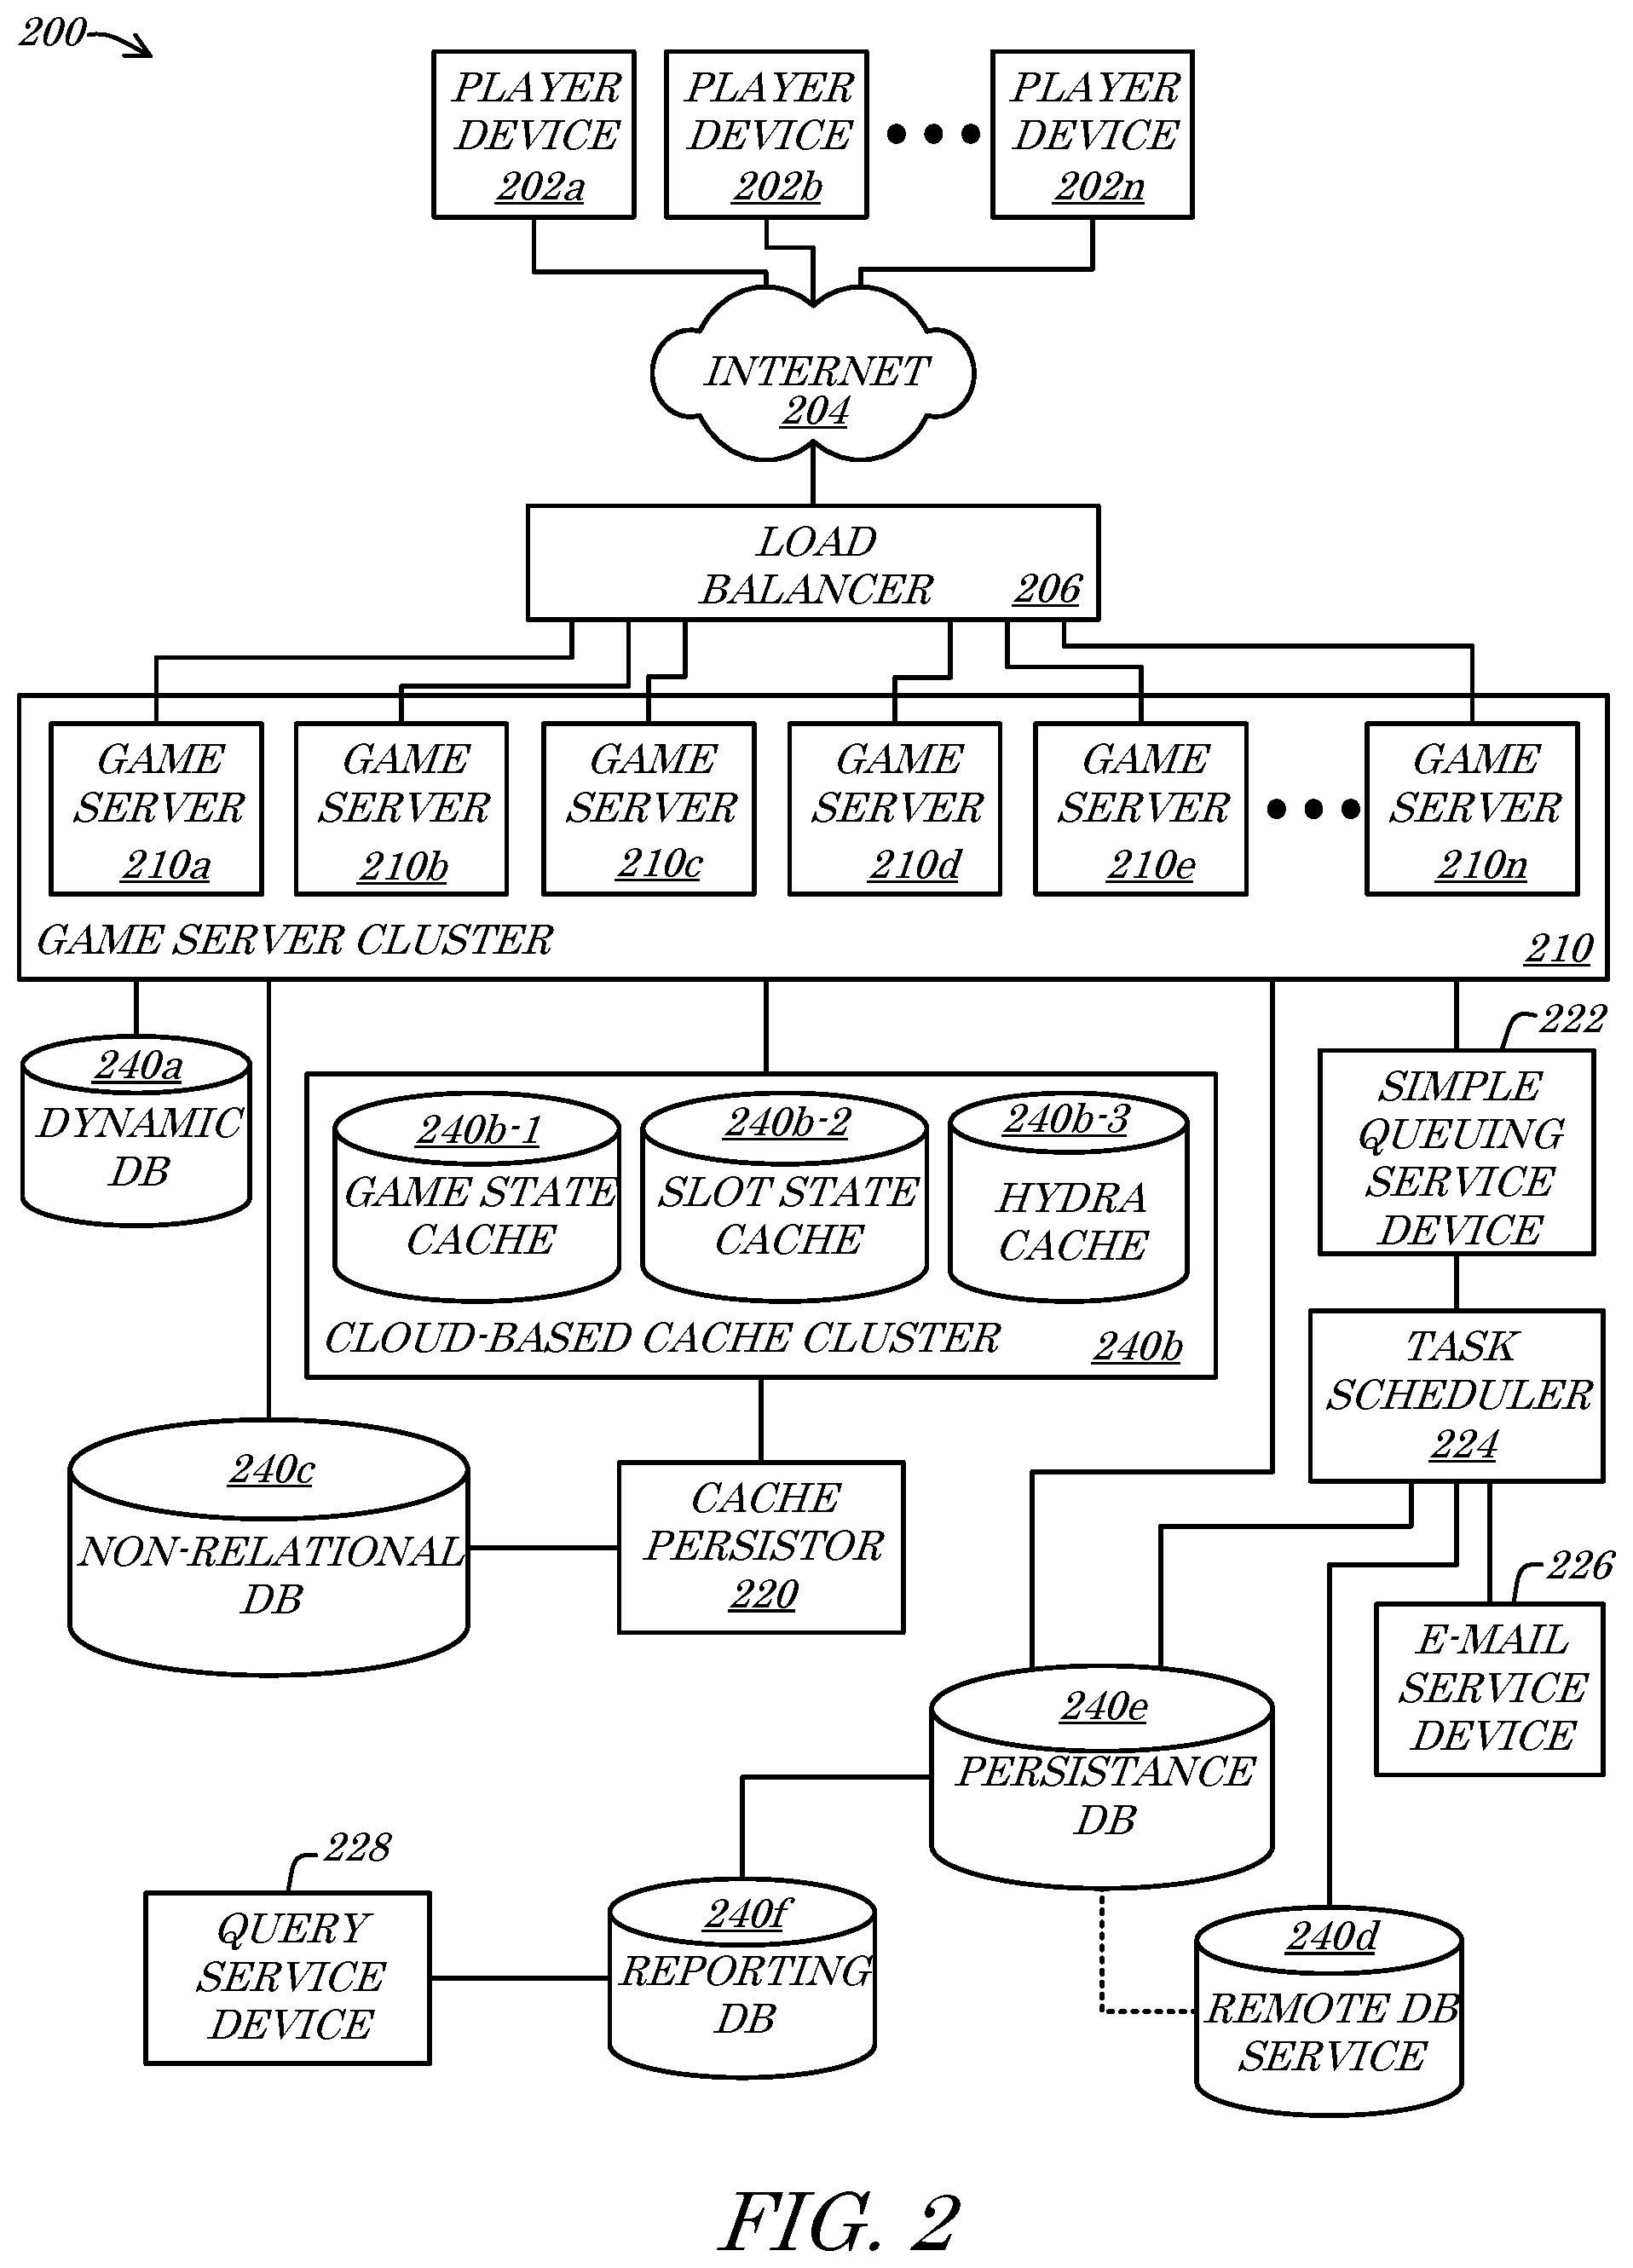 200
PLAYER
DEVICE
202a
PLAYER
DEVICE
202b
PLAYER
DEVICE
202n
INTERNET
204
LOAD
BALANCER
206
GAME
SERVER
210a
GAME
SERVER
210b
GAME
SERVER
210c
GAME
SERVER
210d
GAME
SERVER
210e
GAME
SERVER
210n
GAME SERVER CLUSTER
210
240a
DYNAMIC
DB
240b-1
GAME STATE
CACHE
240b-2
SLOT STATE
CACHE
240b-3
HYDRA
CACHE
CLOUD-BASED CACHE CLUSTER
240b
222
SIMPLE
QUEUING
SERVICE
DEVICE
TASK
SCHEDULER
224
240c
NON-RELATIONAL
DB
CACHE
PERSISTOR
220
226
E-MAIL
SERVICE
DEVICE
240e
PERSISTANCE
DB
228
QUERY
SERVICE
DEVICE
240f
REPORTING
DB
240d
REMOTE DB
SERVICE
FIG. 2